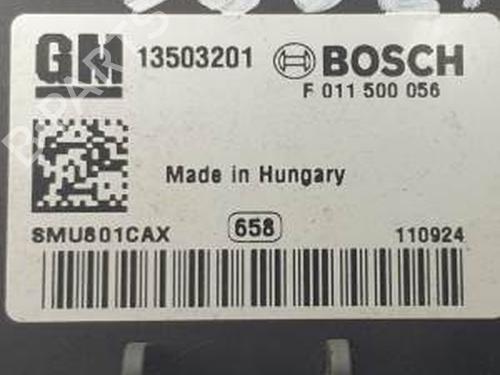 GM 13503201 BOSCH
F 011 500 056
Made in Hungary
SMU801CAX 658 110924